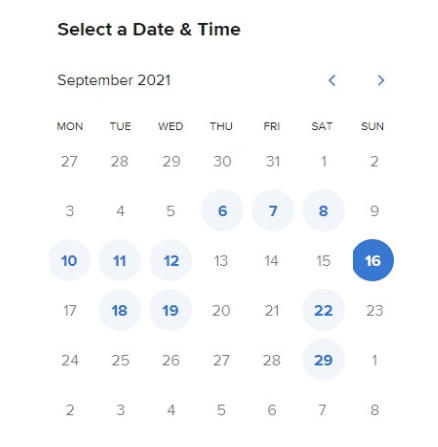 Select a Date & Time
September 2021
MON TUE WED THU FRI SAT SUN
27 28 29 30 31 1 2
3 4 5 6 7 8 9
10 11 12 13 14 15 16
17 18 19 20 21 22 23
24 25 26 27 28 29 1
2 3 4 5 6 7 8